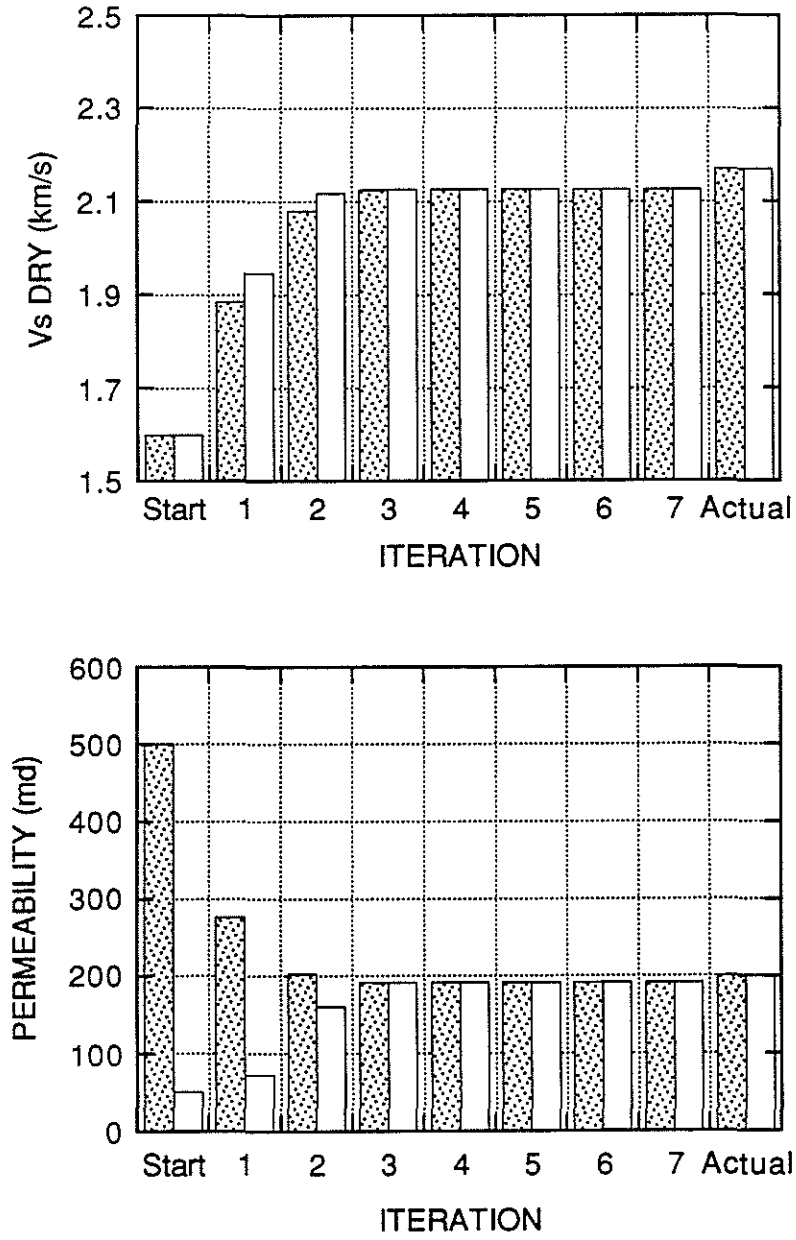 2.5
2.3
2.1
1.9
1.7
1.5
Vs DRY (km/s)
Start 1 2 3 4 5 6 7 Actual
ITERATION
600
500
400
300
200
100
0
PERMEABILITY (md)
Start 1 2 3 4 5 6 7 Actual
ITERATION